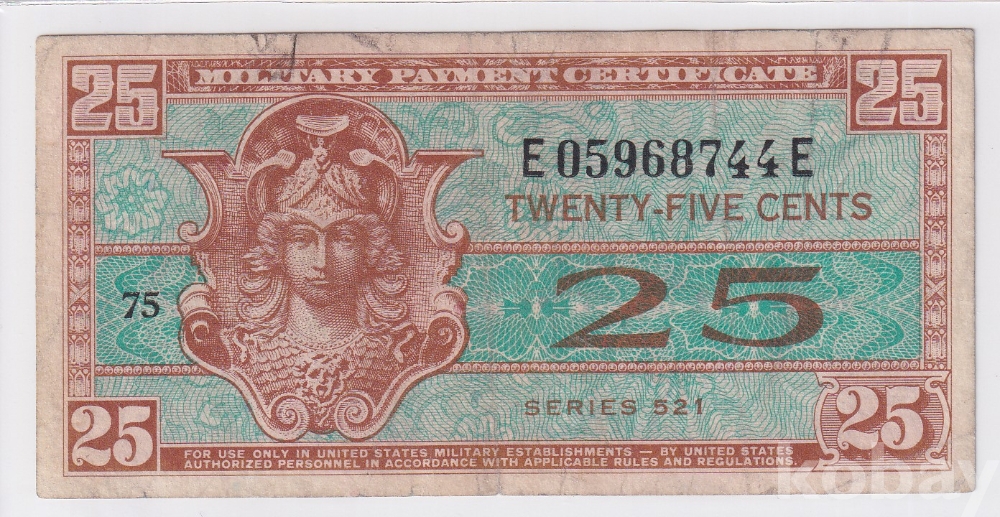 25 MILITARY PAYMENT CERTIFICATE 25
E05968744E
TWENTY-FIVE CENTS
75
25
SERIES 521
25
25
FOR USE ONLY IN UNITED STATES MILITARY ESTABLISHMENTS — BY UNITED STATES
AUTHORIZED PERSONNEL IN ACCORDANCE WITH APPLICABLE RULES AND REGULATIONS.
kobay